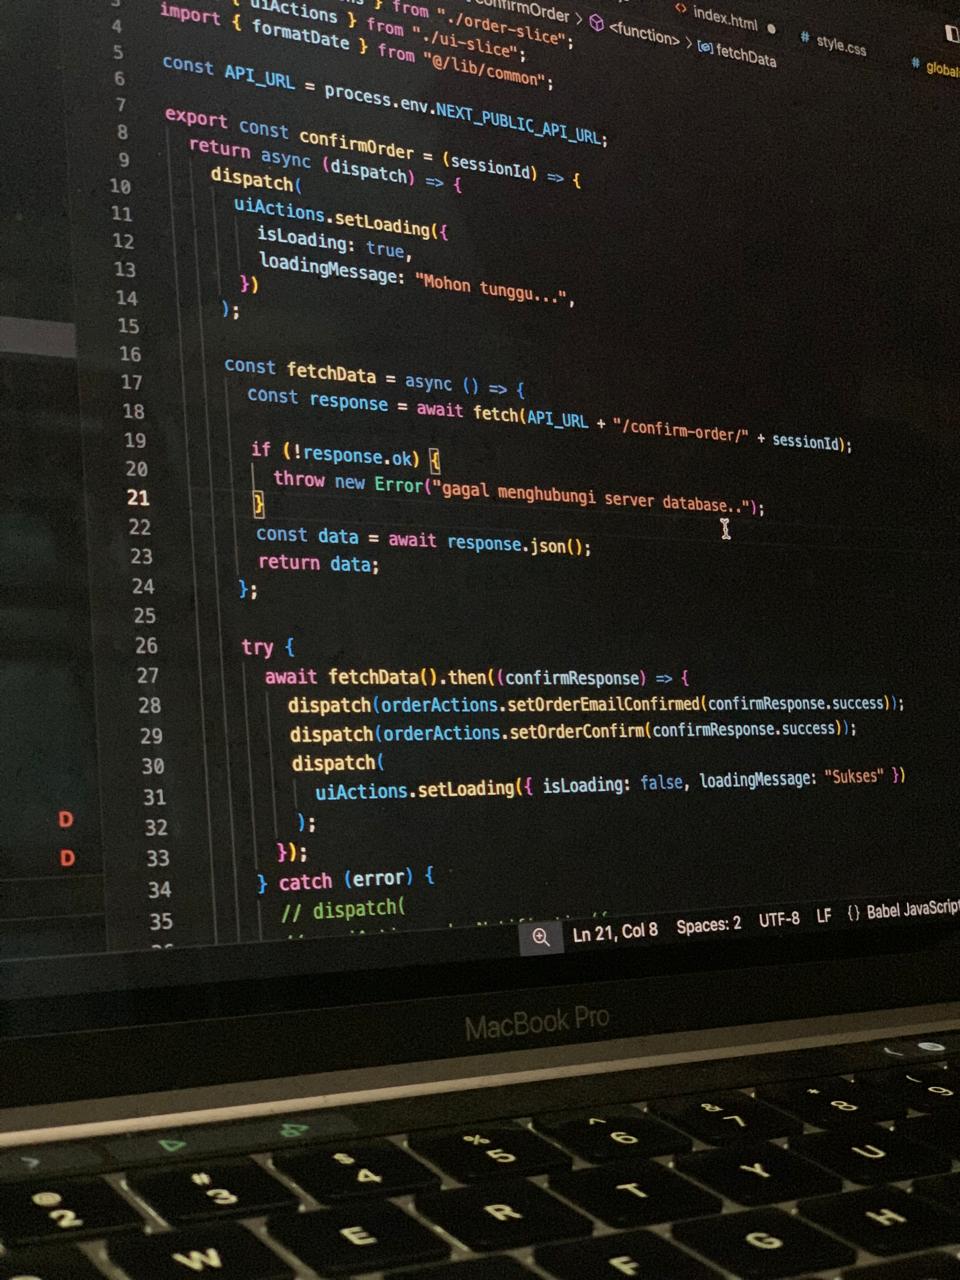 onfirmOrder > <function> > [ø] fetchData
<> index.html ●
# style.css
# global
3 } from "./order-slice";
4 import { uiActions } from "./ui-slice";
5 { formatDate } from "@/lib/common";
6 const API_URL = process.env.NEXT_PUBLIC_API_URL;
7
8 export const confirmOrder = (sessionId) => {
9 return async (dispatch) => {
10 dispatch(
11 uiActions.setLoading({
12 isLoading: true,
13 loadingMessage: "Mohon tunggu...",
14 })
15 );
16
17 const fetchData = async () => {
18 const response = await fetch(API_URL + "/confirm-order/" + sessionId);
19
20 if (!response.ok) {
21 throw new Error("gagal menghubungi server database..");
22 }
23 const data = await response.json();
24 return data;
25 };
26 try {
27 await fetchData().then((confirmResponse) => {
28 dispatch(orderActions.setOrderEmailConfirmed(confirmResponse.success));
29 dispatch(orderActions.setOrderConfirm(confirmResponse.success));
30 dispatch(
31 uiActions.setLoading({ isLoading: false, loadingMessage: "Sukses" })
32 );
33 });
34 } catch (error) {
35 // dispatch(
D
D
Ln 21, Col 8 Spaces: 2 UTF-8 LF {} Babel JavaScript
MacBook Pro
@ 2 # 3 $ 4 % 5 ^ 6 & 7 * 8 ( 9
W E R T Y U
F G H